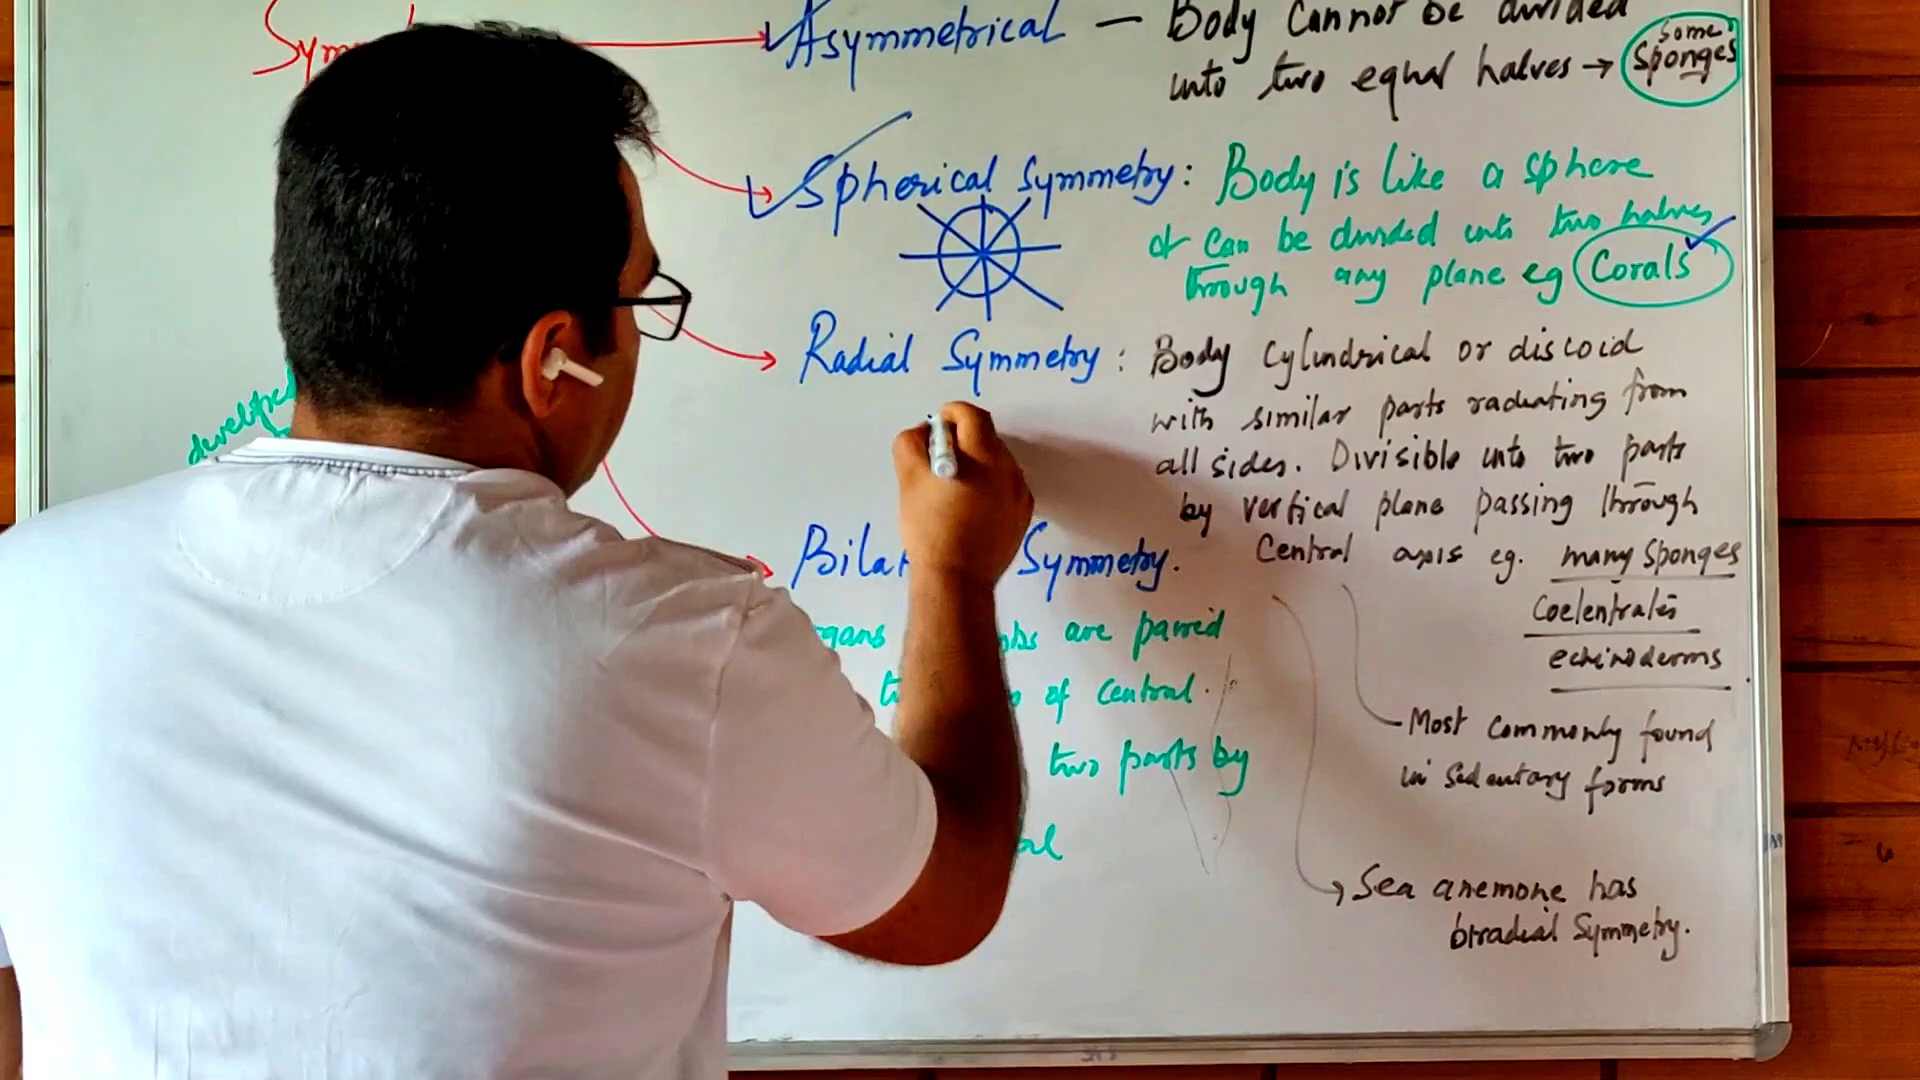 Asymmetrical — Body Cannot be divided
into two equal halves → some Sponges
Spherical Symmetry: Body is like a sphere
& can be divided into two halves
through any plane eg Corals
Radial Symmetry: Body cylindrical or discoid
with similar parts radiating from
all sides. Divisible into two parts
by vertical plane passing through
Central axis eg. many sponges
Coelentrates
echinoderms
Most commonly found
in sedentary forms
Sea anemone has
biradial Symmetry.
developed
Symmetry.
are paired
of central
two parts by